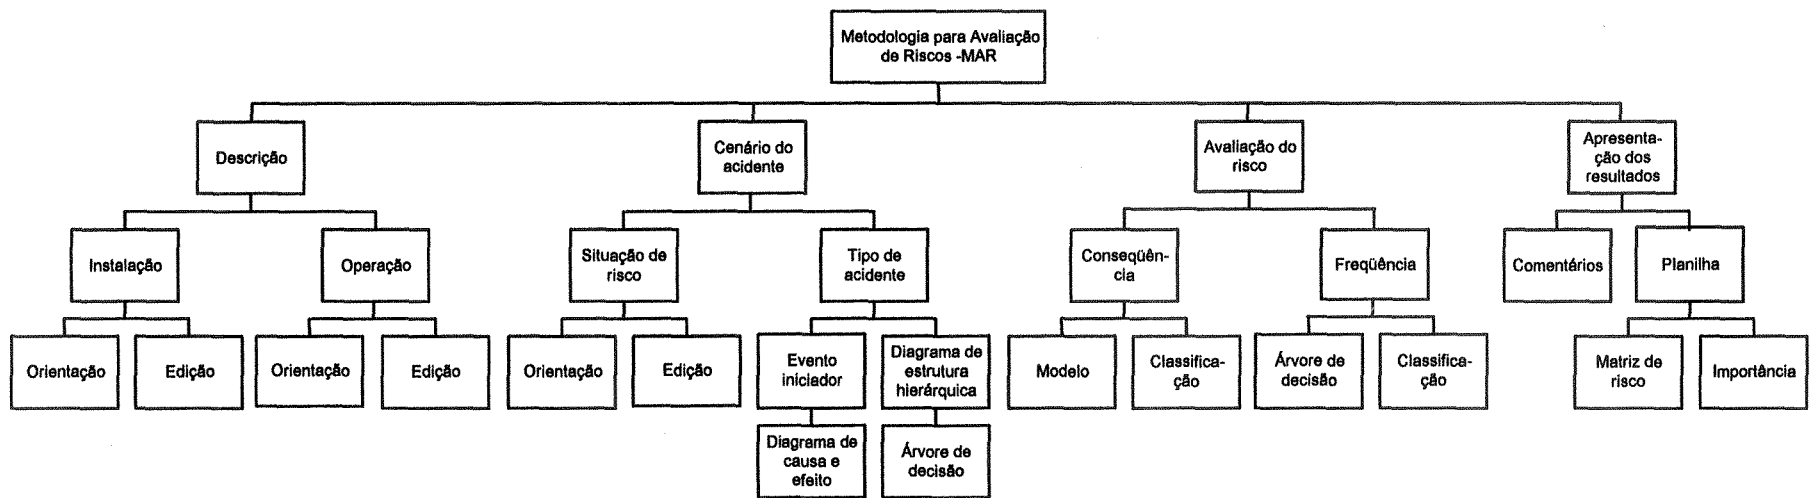 Metodologia para Avaliação
de Riscos -MAR
Descrição
Cenário do
acidente
Avaliação do
risco
Apresenta-
ção dos
resultados
Instalação
Operação
Situação de
risco
Tipo de
acidente
Conseqüên-
cia
Freqüência
Comentários
Planilha
Orientação
Edição
Orientação
Edição
Orientação
Edição
Evento
iniciador
Diagrama de
estrutura
hierárquica
Modelo
Classifica-
ção
Árvore de
decisão
Classifica-
ção
Matriz de
risco
Importância
Diagrama de
causa e
efeito
Árvore de
decisão